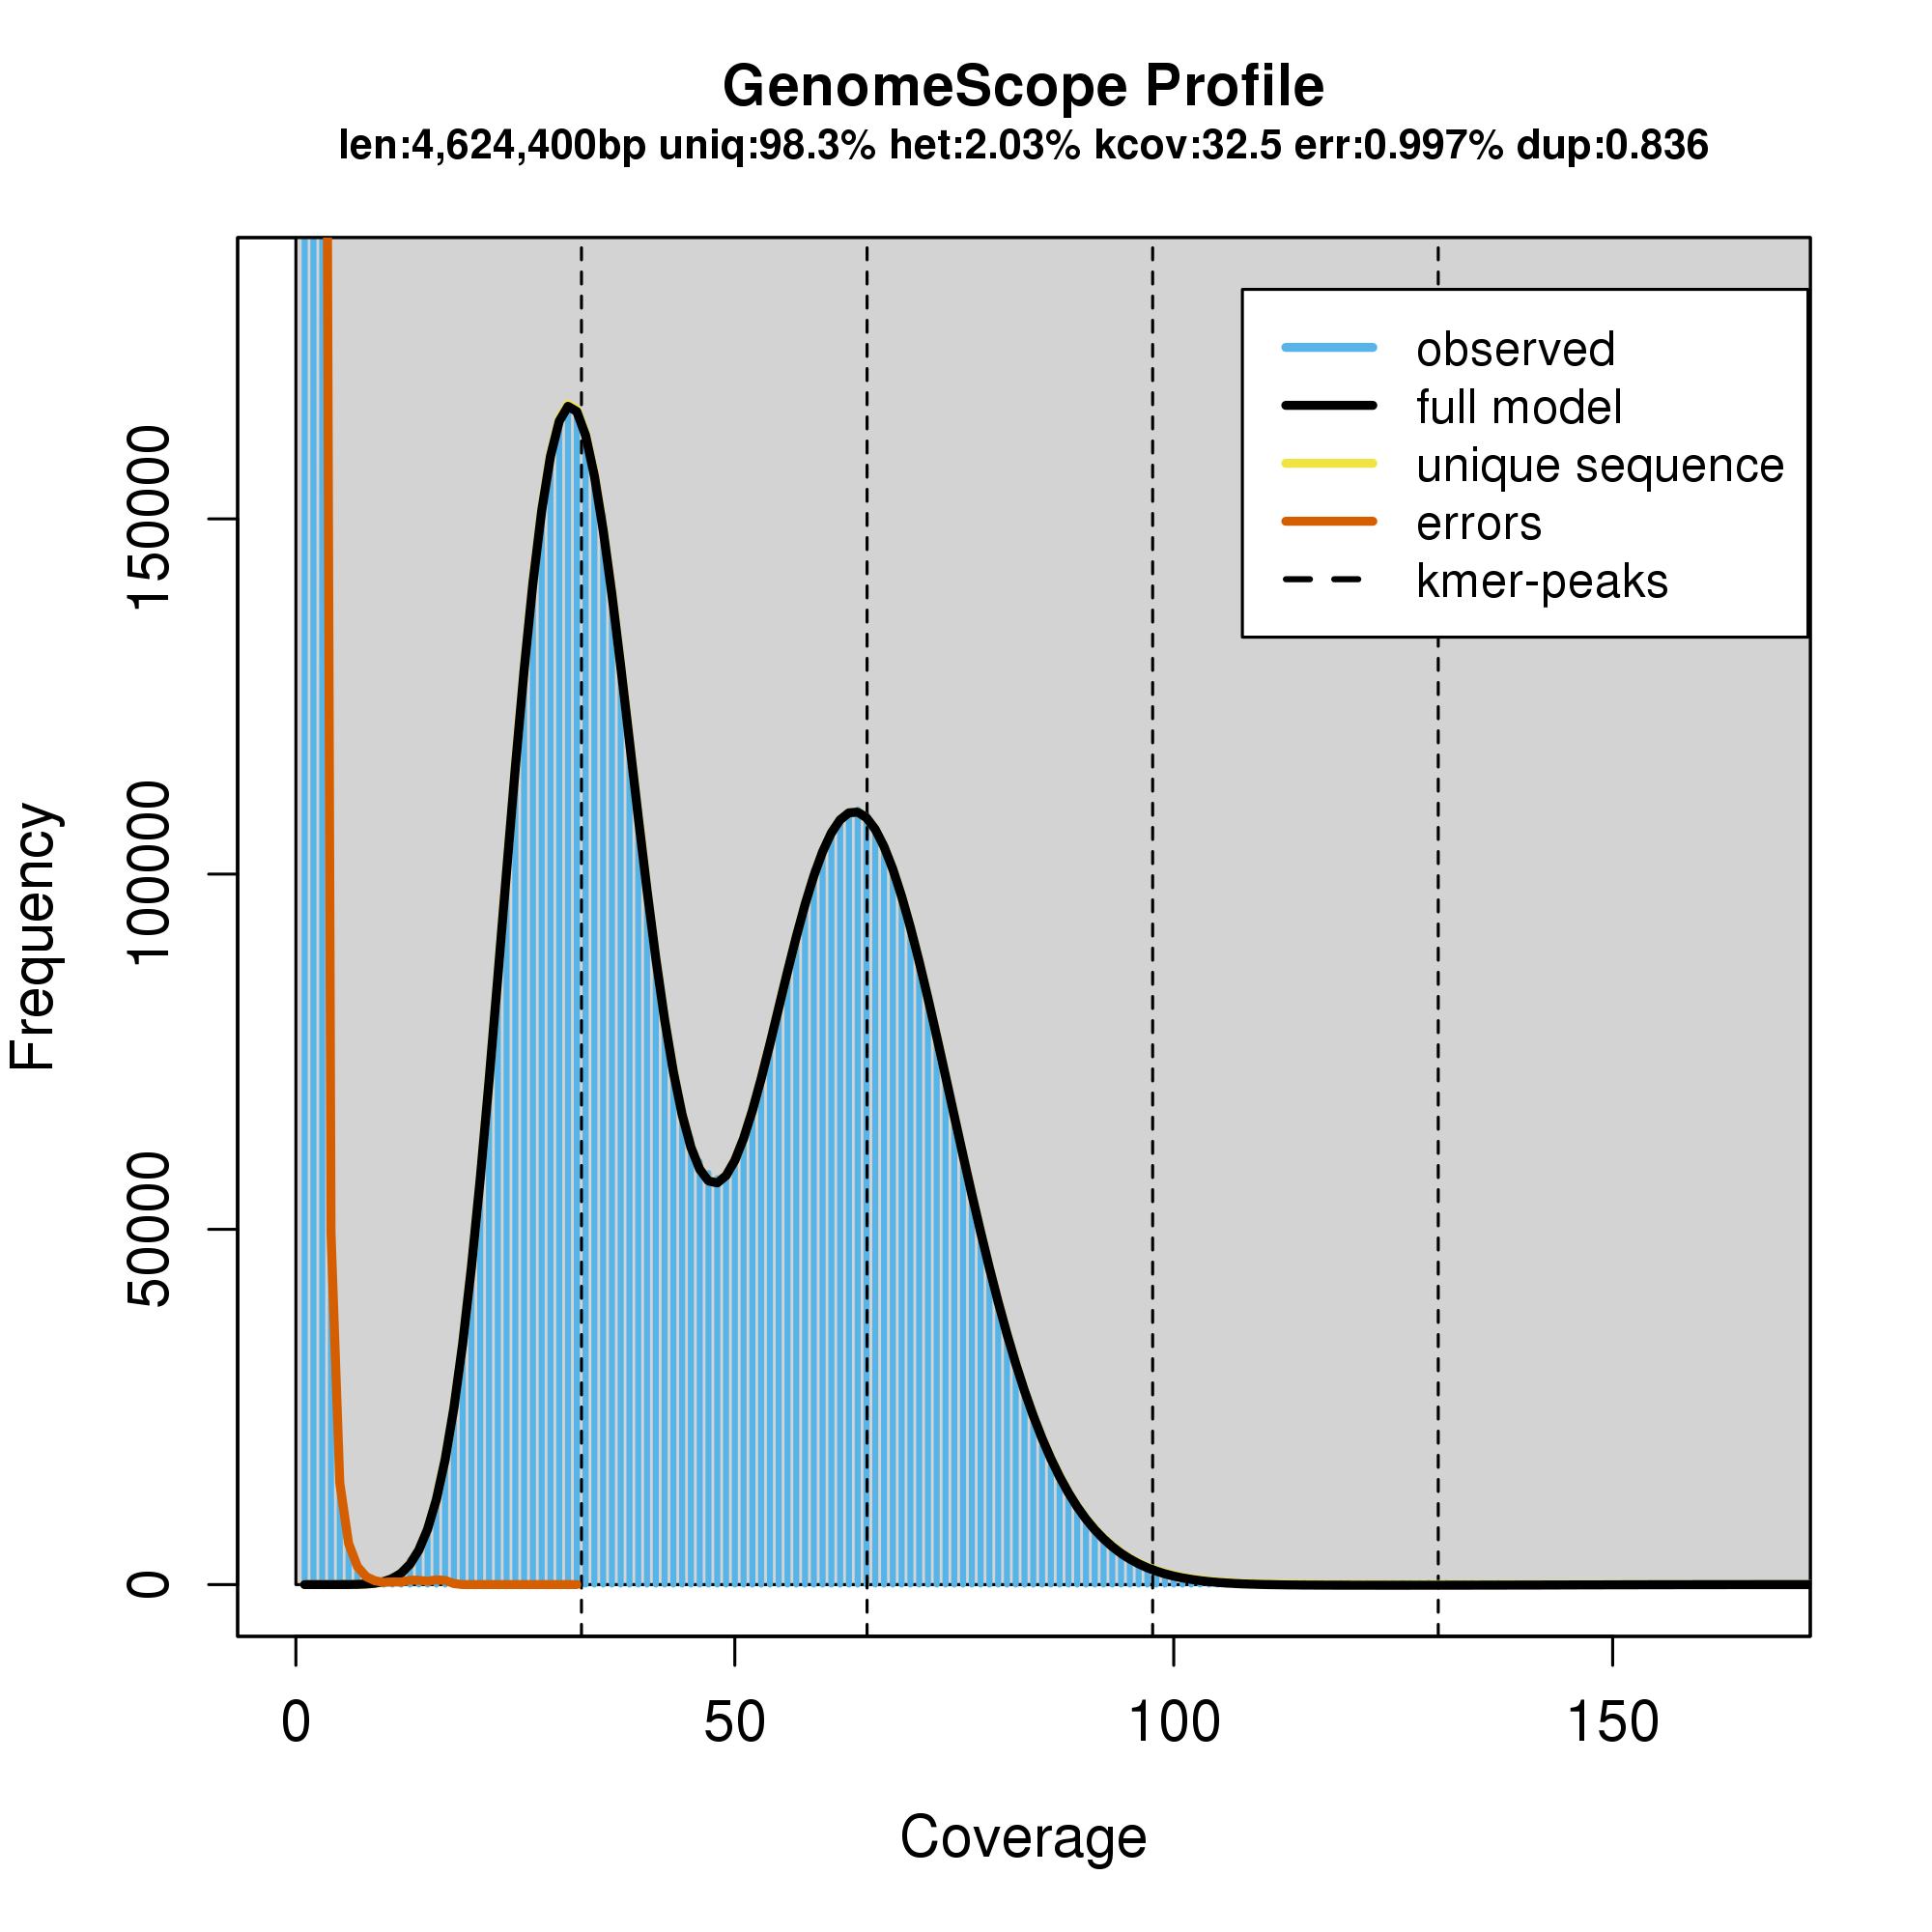 GenomeScope Profile
len:4,624,400bp uniq:98.3% het:2.03% kcov:32.5 err:0.997% dup:0.836
observed
full model
unique sequence
errors
kmer-peaks
Frequency
150000
100000
50000
0
0 50 100 150
Coverage